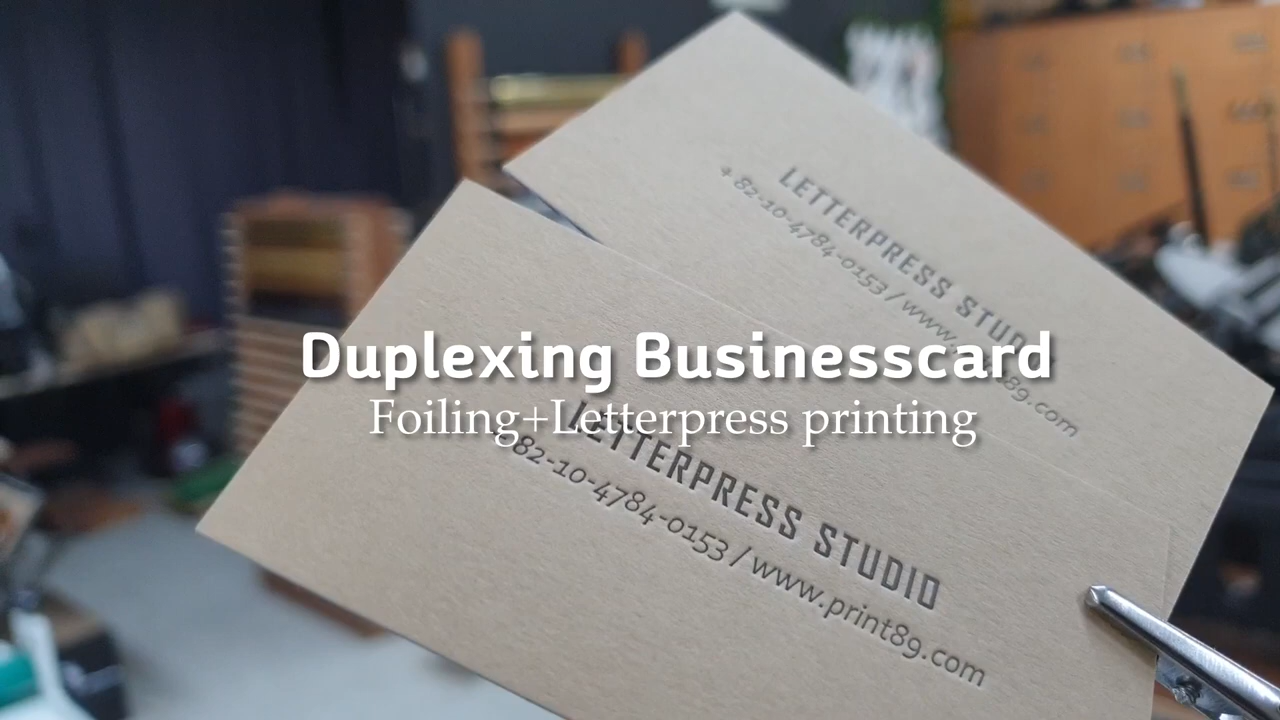 LETTERPRESS STUDIO
+82-10-4784-0153 / www.print89.com
Duplexing Businesscard
Foiling+Letterpress printing
LETTERPRESS STUDIO
+82-10-4784-0153 / www.print89.com